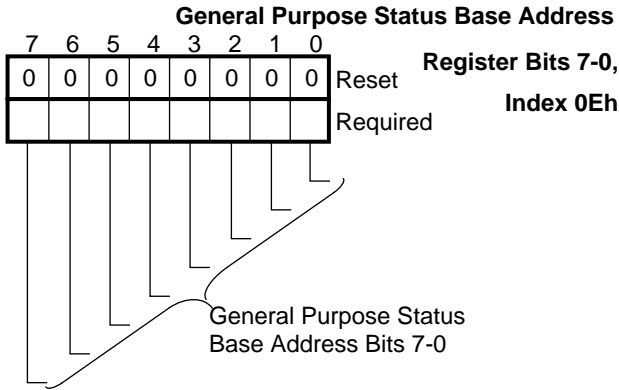 General Purpose Status Base Address
Register Bits 7-0,
Index 0Eh
7 6 5 4 3 2 1 0
0 0 0 0 0 0 0 0 Reset
Required
General Purpose Status
Base Address Bits 7-0